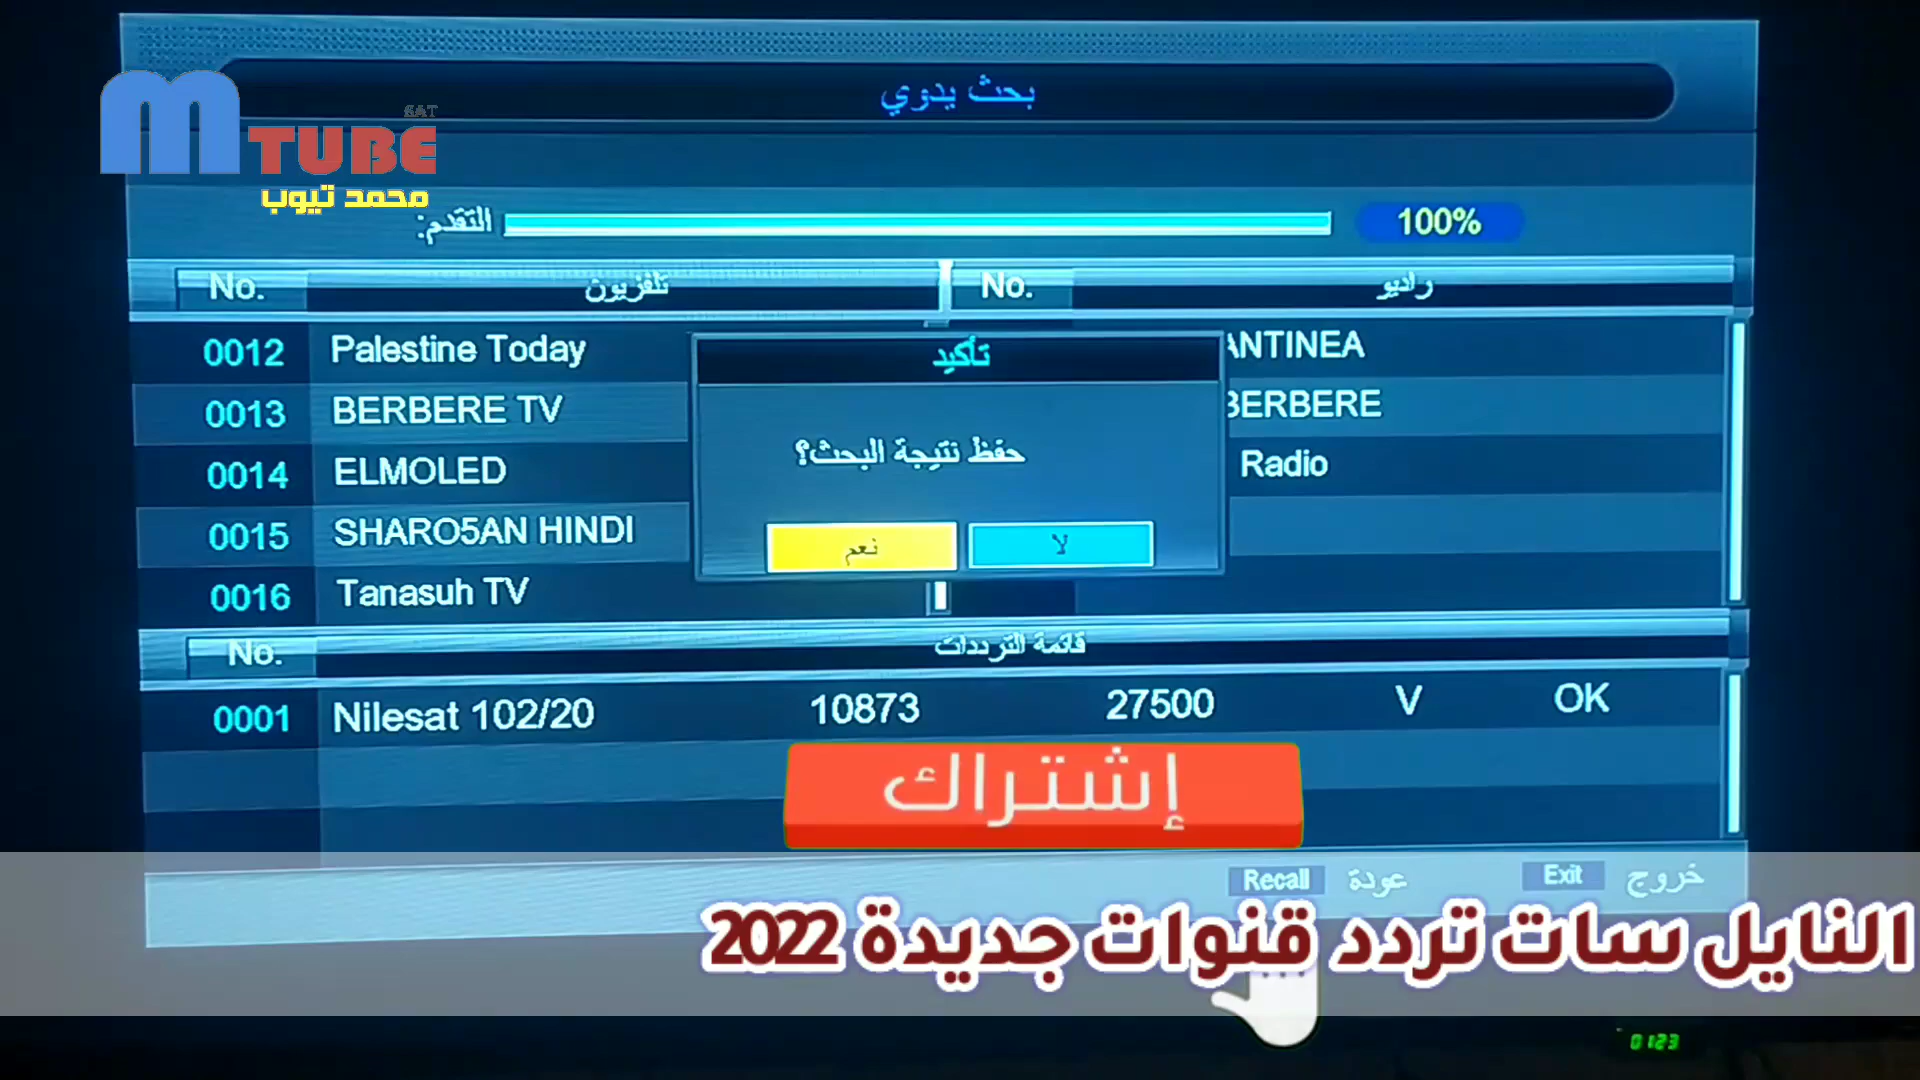 بحث يدوي
M TUBE SAT
محمد تيوب
التقدم: 100%
No. تلفزيون No. راديو
0012 Palestine Today ANTINEA
0013 BERBERE TV BERBERE
0014 ELMOLED Radio
0015 SHARO5AN HINDI
0016 Tanasuh TV
تأكيد
حفظ نتيجة البحث؟
نعم لا
No. قائمة الترددات
0001 Nilesat 102/20 10873 27500 V OK
إشتراك
Recall عودة Exit خروج
النايل سات تردد قنوات جديدة 2022
0123